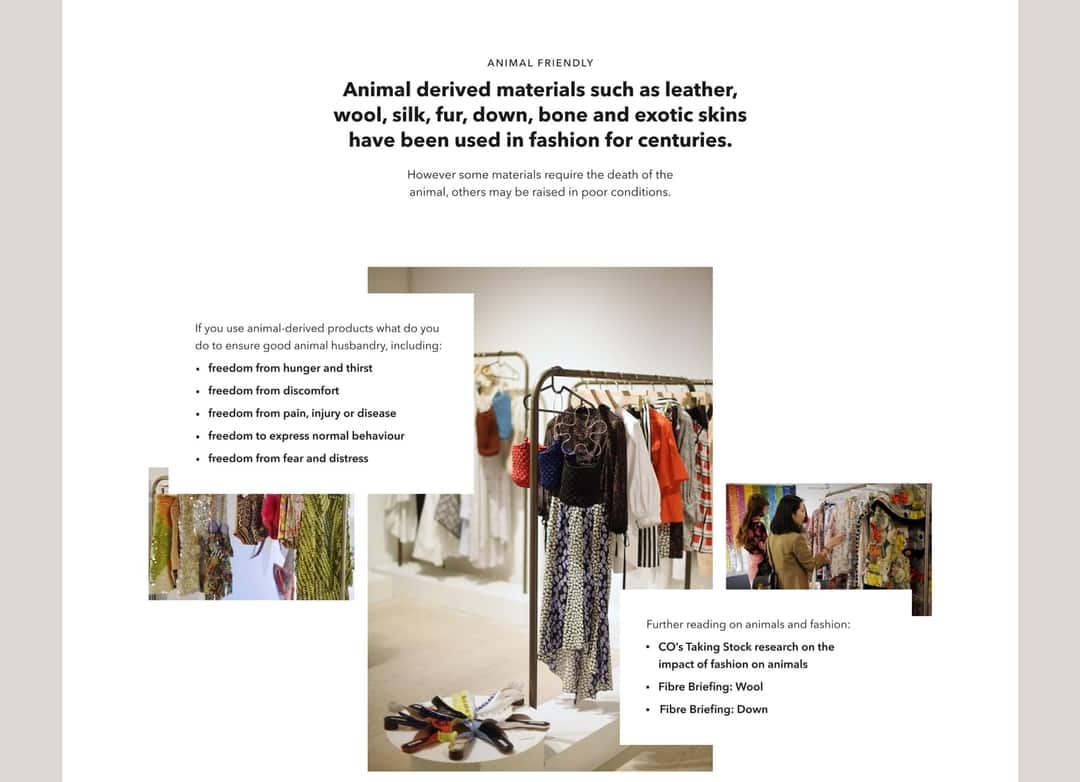 ANIMAL FRIENDLY
Animal derived materials such as leather,
wool, silk, fur, down, bone and exotic skins
have been used in fashion for centuries.
However some materials require the death of the
animal, others may be raised in poor conditions.
If you use animal-derived products what do you
do to ensure good animal husbandry, including:
• freedom from hunger and thirst
• freedom from discomfort
• freedom from pain, injury or disease
• freedom to express normal behaviour
• freedom from fear and distress
Further reading on animals and fashion:
• CO's Taking Stock research on the
impact of fashion on animals
• Fibre Briefing: Wool
• Fibre Briefing: Down